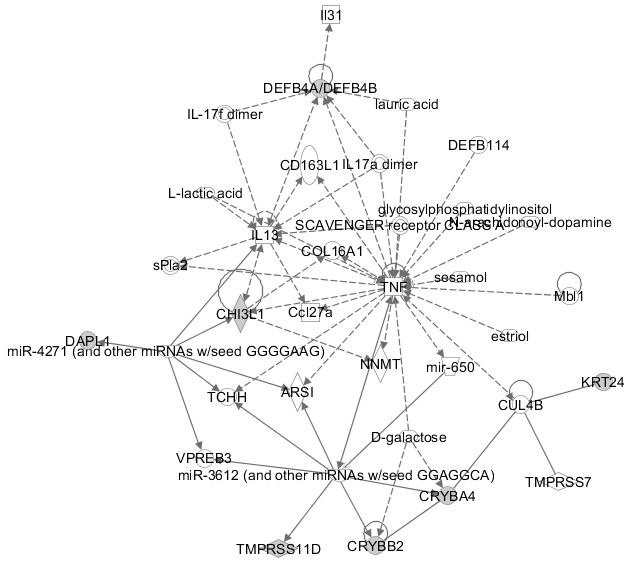 Il31
DEFB4A/DEFB4B
lauric acid
IL-17f dimer
DEFB114
CD163L1
IL17a dimer
L-lactic acid
glycosylphosphatidylinositol
N-arachidonoyl-dopamine
SCAVENGER receptor CLASS A
IL13
COL16A1
sPla2
sesamol
TNF
Mbl1
CHI3L1
Ccl27a
estriol
DAPL1
miR-4271 (and other miRNAs w/seed GGGGAAG)
NNMT
mir-650
KRT24
TCHH
ARSI
CUL4B
D-galactose
VPREB3
miR-3612 (and other miRNAs w/seed GGAGGCA)
TMPRSS7
CRYBA4
TMPRSS11D
CRYBB2